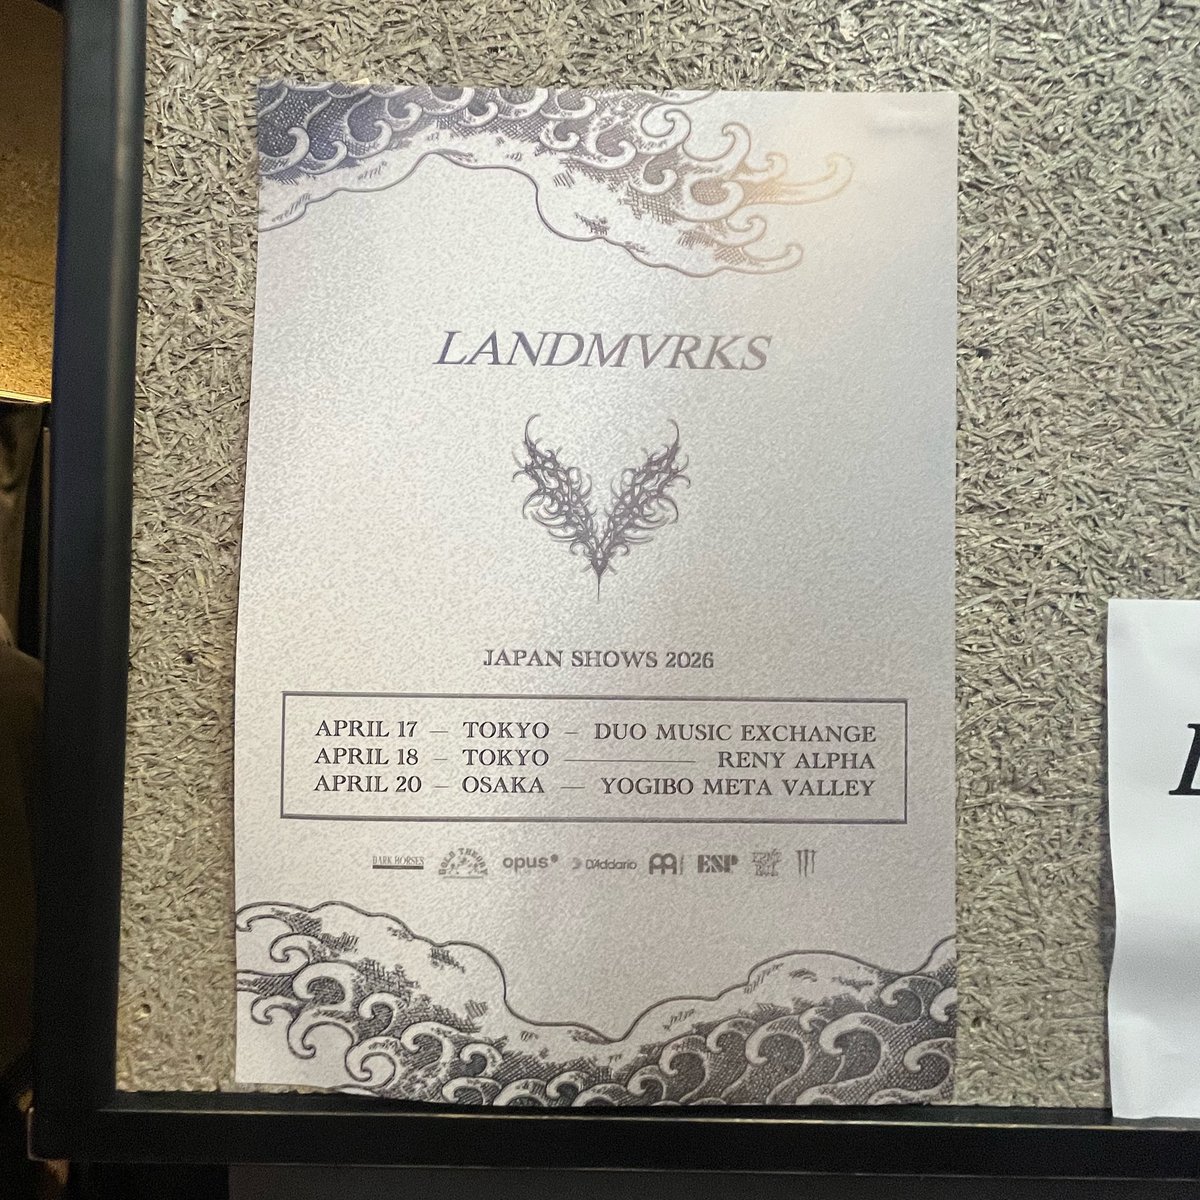 LANDMVRKS
JAPAN SHOWS 2026
APRIL 17 — TOKYO — DUO MUSIC EXCHANGE
APRIL 18 — TOKYO ——— RENY ALPHA
APRIL 20 — OSAKA — YOGIBO META VALLEY
DARK HORSES opus D'Addario ESP